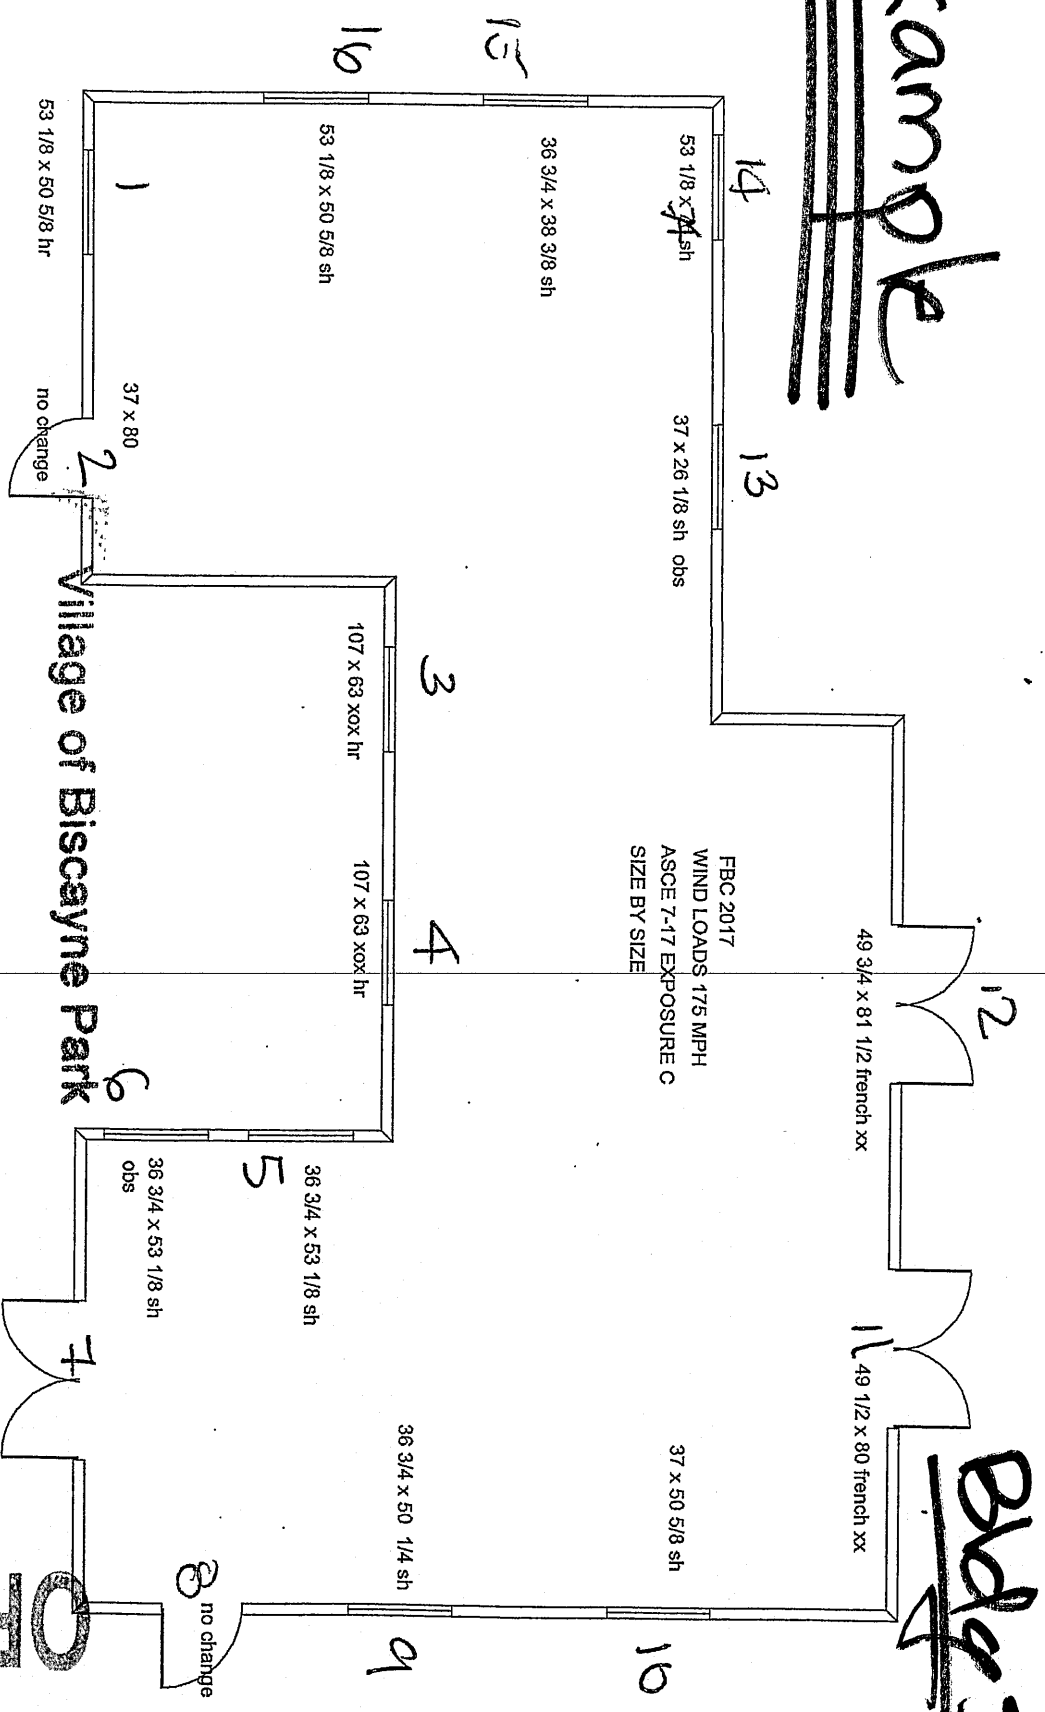 ample
Bldg
12
49 3/4 x 81 1/2 french xx
11
49 1/2 x 80 french xx
14
53 1/8 x 74 sh
13
37 x 26 1/8 sh obs
FBC 2017
WIND LOADS 175 MPH
ASCE 7-17 EXPOSURE C
SIZE BY SIZE
37 x 50 5/8 sh
10
15
36 3/4 x 38 3/8 sh
16
53 1/8 x 50 5/8 sh
3
107 x 63 xox hr
4
107 x 63 xox hr
36 3/4 x 50 1/4 sh
9
5
36 3/4 x 53 1/8 sh
6
36 3/4 x 53 1/8 sh
obs
1
53 1/8 x 50 5/8 hr
37 x 80
2
no change
7
8
no change
Village of Biscayne Park